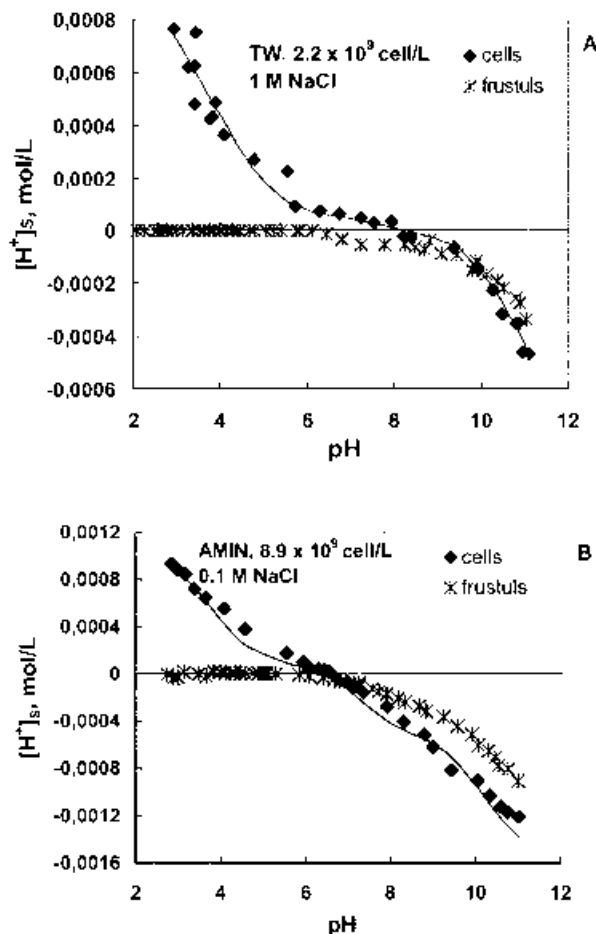 A
TW. 2.2 x 10⁹ cell/L
1 M NaCl
cells
frustuls
[H⁺]s, mol/L
0,0008
0,0006
0,0004
0,0002
0
-0,0002
-0,0004
-0,0006
2 4 6 8 10 12
pH
B
AMIN, 8.9 x 10⁹ cell/L
0.1 M NaCl
cells
frustuls
[H⁺]s, mol/L
0,0012
0,0008
0,0004
0
-0,0004
-0,0008
-0,0012
-0,0016
2 4 6 8 10 12
pH